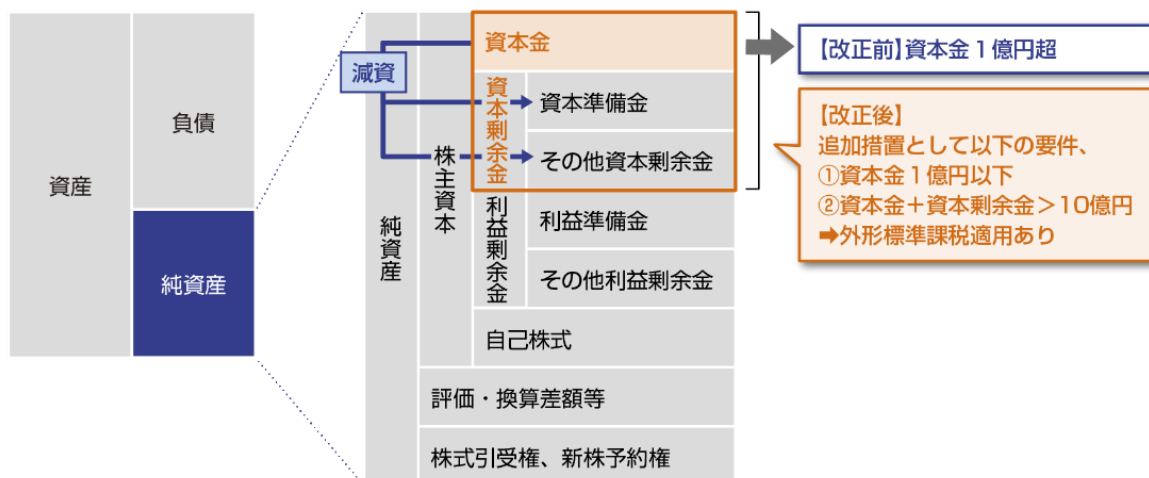 資産
負債
純資産
純資産
株主資本
減資
資本金
資本剰余金
資本準備金
その他資本剰余金
利益剰余金
利益準備金
その他利益剰余金
自己株式
評価・換算差額等
株式引受権、新株予約権
【改正前】資本金1億円超
【改正後】
追加措置として以下の要件、
①資本金1億円以下
②資本金+資本剰余金>10億円
➡外形標準課税適用あり